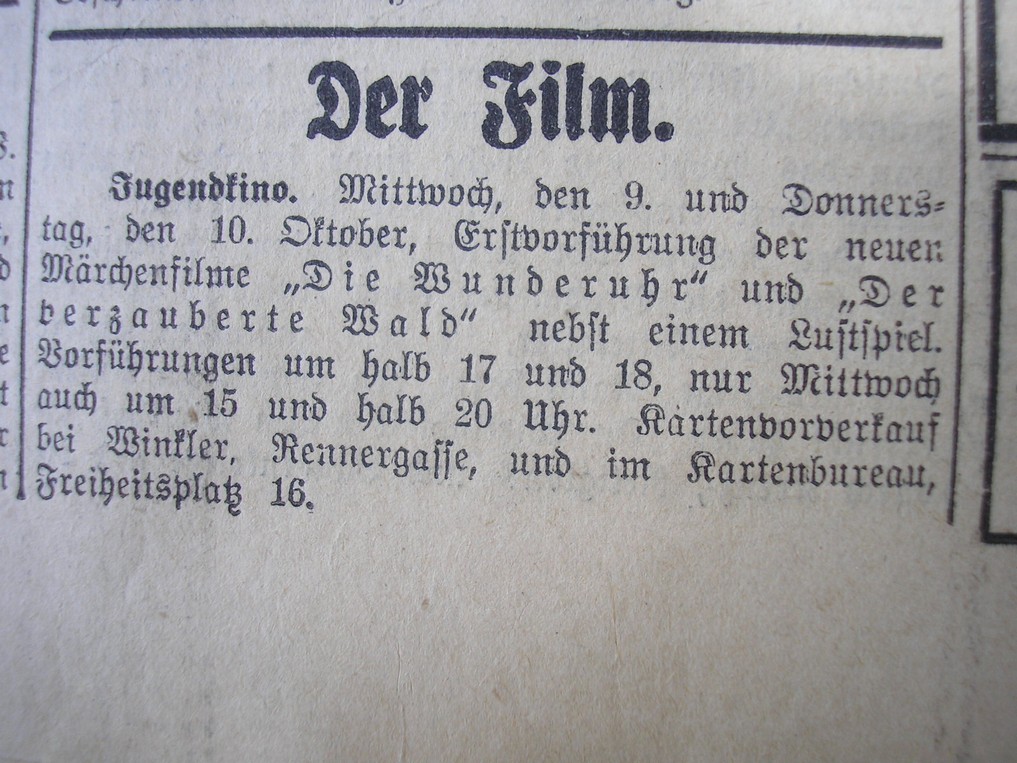 Der Film.
Jugendkino. Mittwoch, den 9. und Donners-
tag, den 10. Oktober, Erstvorführung der neuen
Märchenfilme „Die Wunderuhr“ und „Der
verzauberte Wald“ nebst einem Lustspiel.
Vorführungen um halb 17 und 18, nur Mittwoch
auch um 15 und halb 20 Uhr. Kartenvorverkauf
bei Winkler, Rennergasse, und im Kartenbureau,
Freiheitsplatz 16.